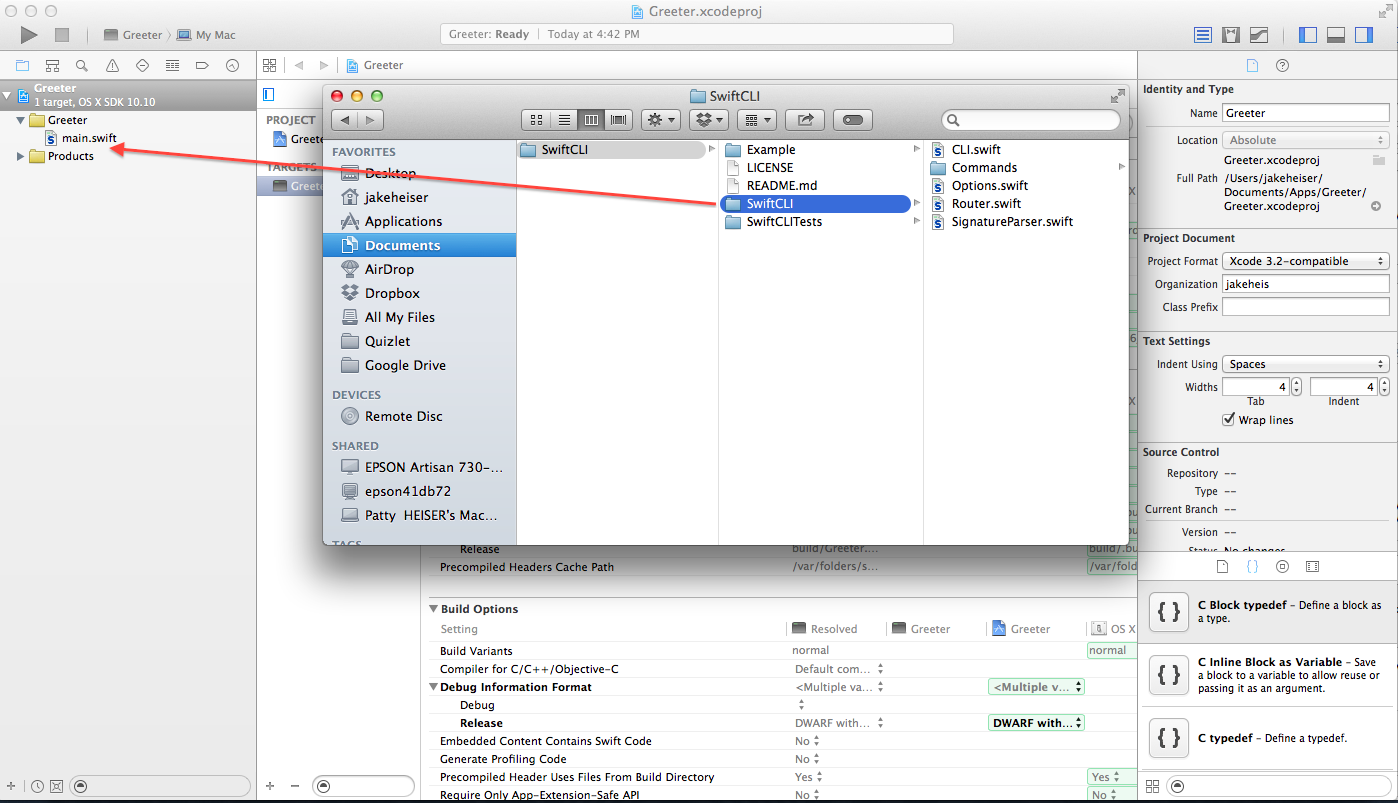 Greeter.xcodeproj
Greeter My Mac
Greeter: Ready Today at 4:42 PM
Greeter
Greeter
1 target, OS X SDK 10.10
Greeter
main.swift
Products
PROJECT
TARGETS
SwiftCLI
FAVORITES
Desktop
jakeheiser
Applications
Documents
AirDrop
Dropbox
All My Files
Quizlet
Google Drive
DEVICES
Remote Disc
SHARED
EPSON Artisan 730-...
epson41db72
Patty HEISER's Mac...
TAGS
SwiftCLI
Example
LICENSE
README.md
SwiftCLI
SwiftCLITests
CLI.swift
Commands
Options.swift
Router.swift
SignatureParser.swift
Release build/Greeter....
Precompiled Headers Cache Path /var/folders/s... /var/fold
Build Options
Setting Resolved Greeter Greeter OS X
Build Variants normal normal
Compiler for C/C++/Objective-C Default com...
Debug Information Format <Multiple va... <Multiple v...
Debug
Release DWARF with... DWARF with...
Embedded Content Contains Swift Code No
Generate Profiling Code No
Precompiled Header Uses Files From Build Directory Yes Yes
Require Only App-Extension-Safe API No No
Identity and Type
Name Greeter
Location Absolute
Greeter.xcodeproj
Full Path /Users/jakeheiser/
Documents/Apps/Greeter/
Greeter.xcodeproj
Project Document
Project Format Xcode 3.2-compatible
Organization jakeheis
Class Prefix
Text Settings
Indent Using Spaces
Widths 4 4
Tab Indent
Wrap lines
Source Control
Repository --
Type --
Current Branch --
Version --
Status No changes
C Block typedef - Define a block as
a type.
C Inline Block as Variable - Save
a block to a variable to allow reuse or
passing it as an argument.
C typedef - Define a typedef.